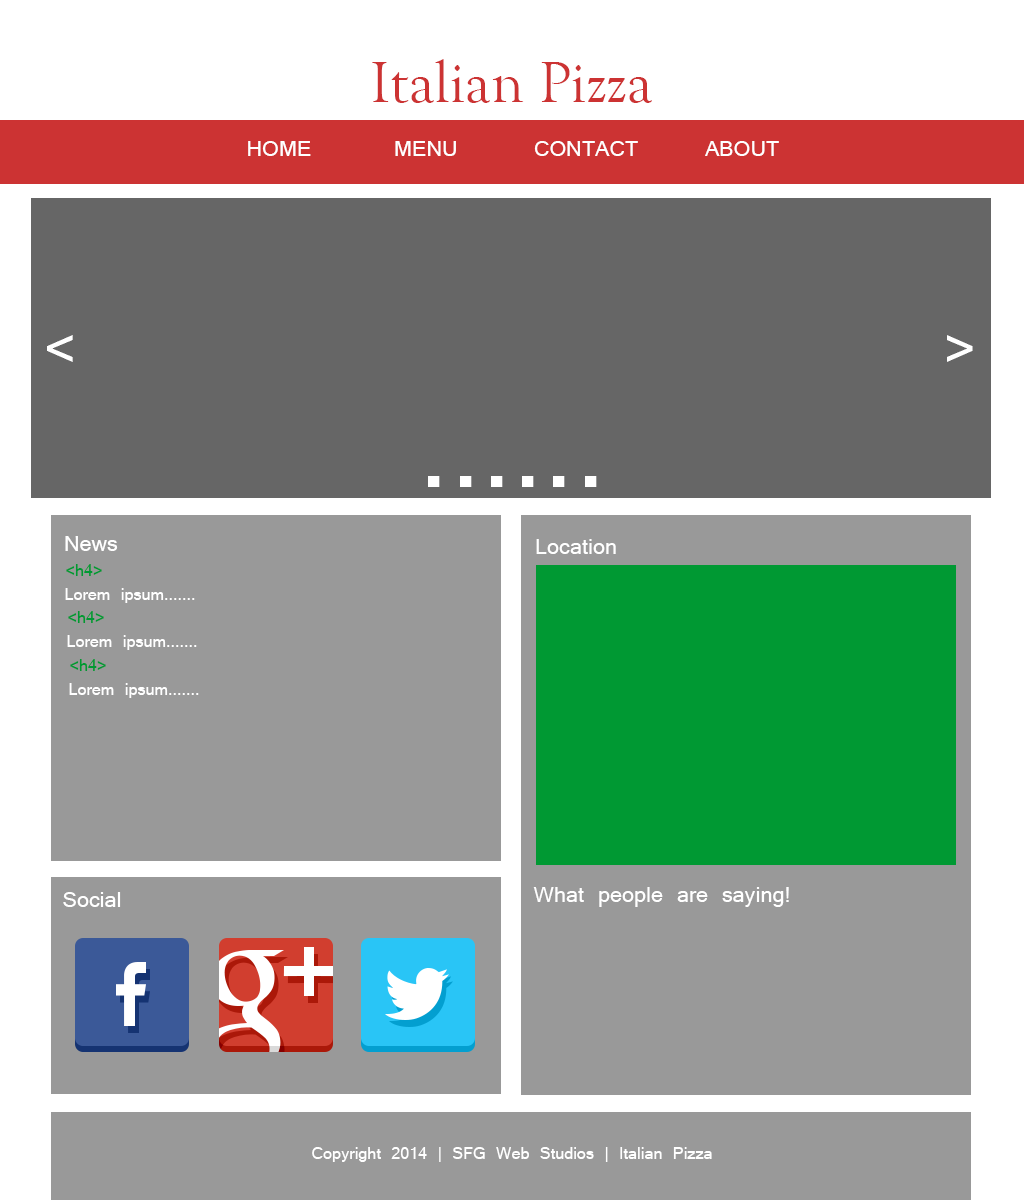 Italian Pizza
HOME MENU CONTACT ABOUT
< >
News
<h4>
Lorem ipsum.......
<h4>
Lorem ipsum.......
<h4>
Lorem ipsum.......
Social
f g+
Location
What people are saying!
Copyright 2014 | SFG Web Studios | Italian Pizza